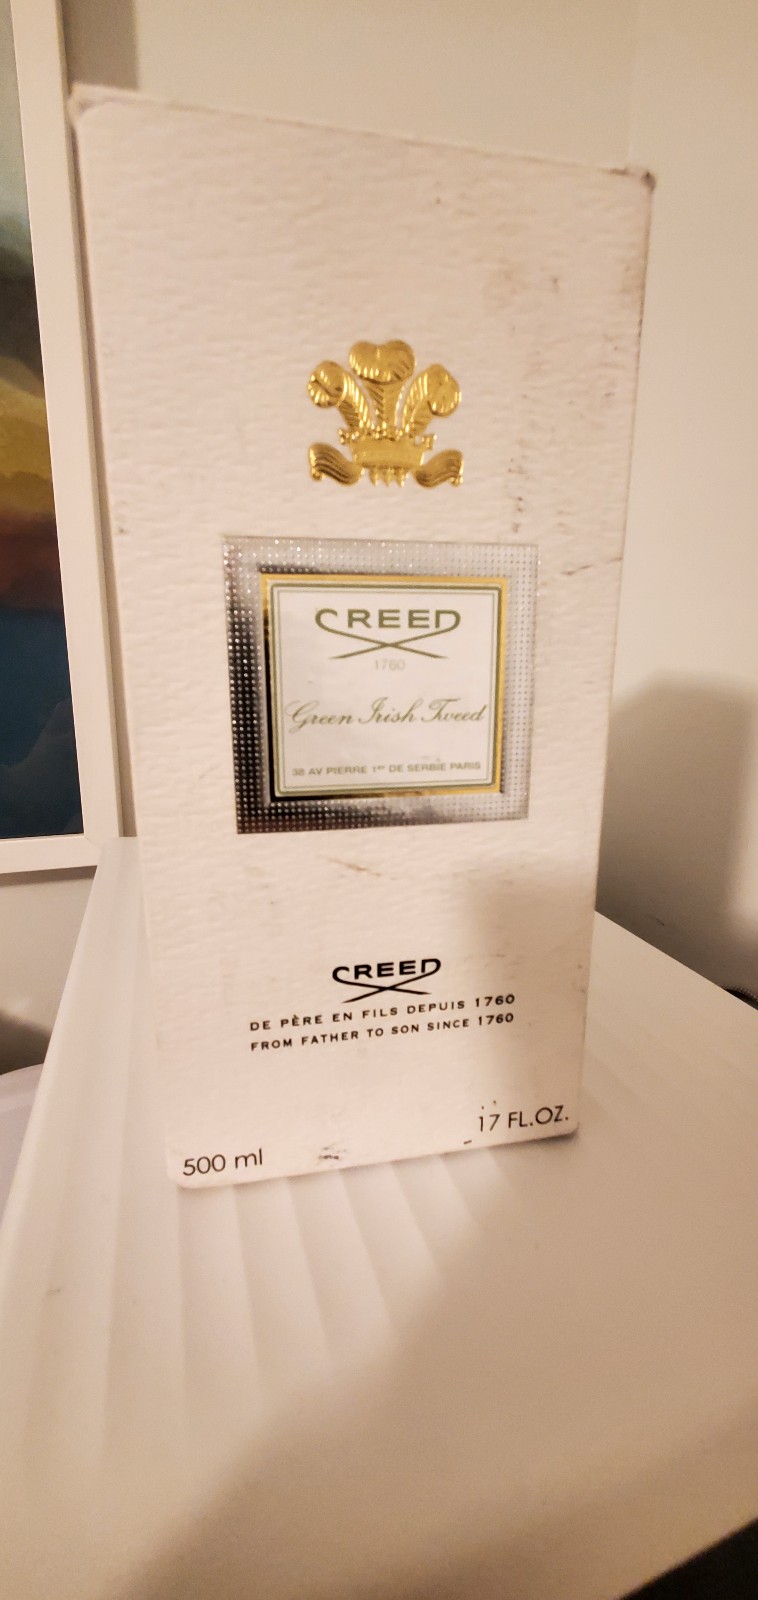 CREED
1760
Green Irish Tweed
38 AV PIERRE 1er DE SERBIE PARIS
CREED
DE PÈRE EN FILS DEPUIS 1760
FROM FATHER TO SON SINCE 1760
500 ml
17 FL.OZ.